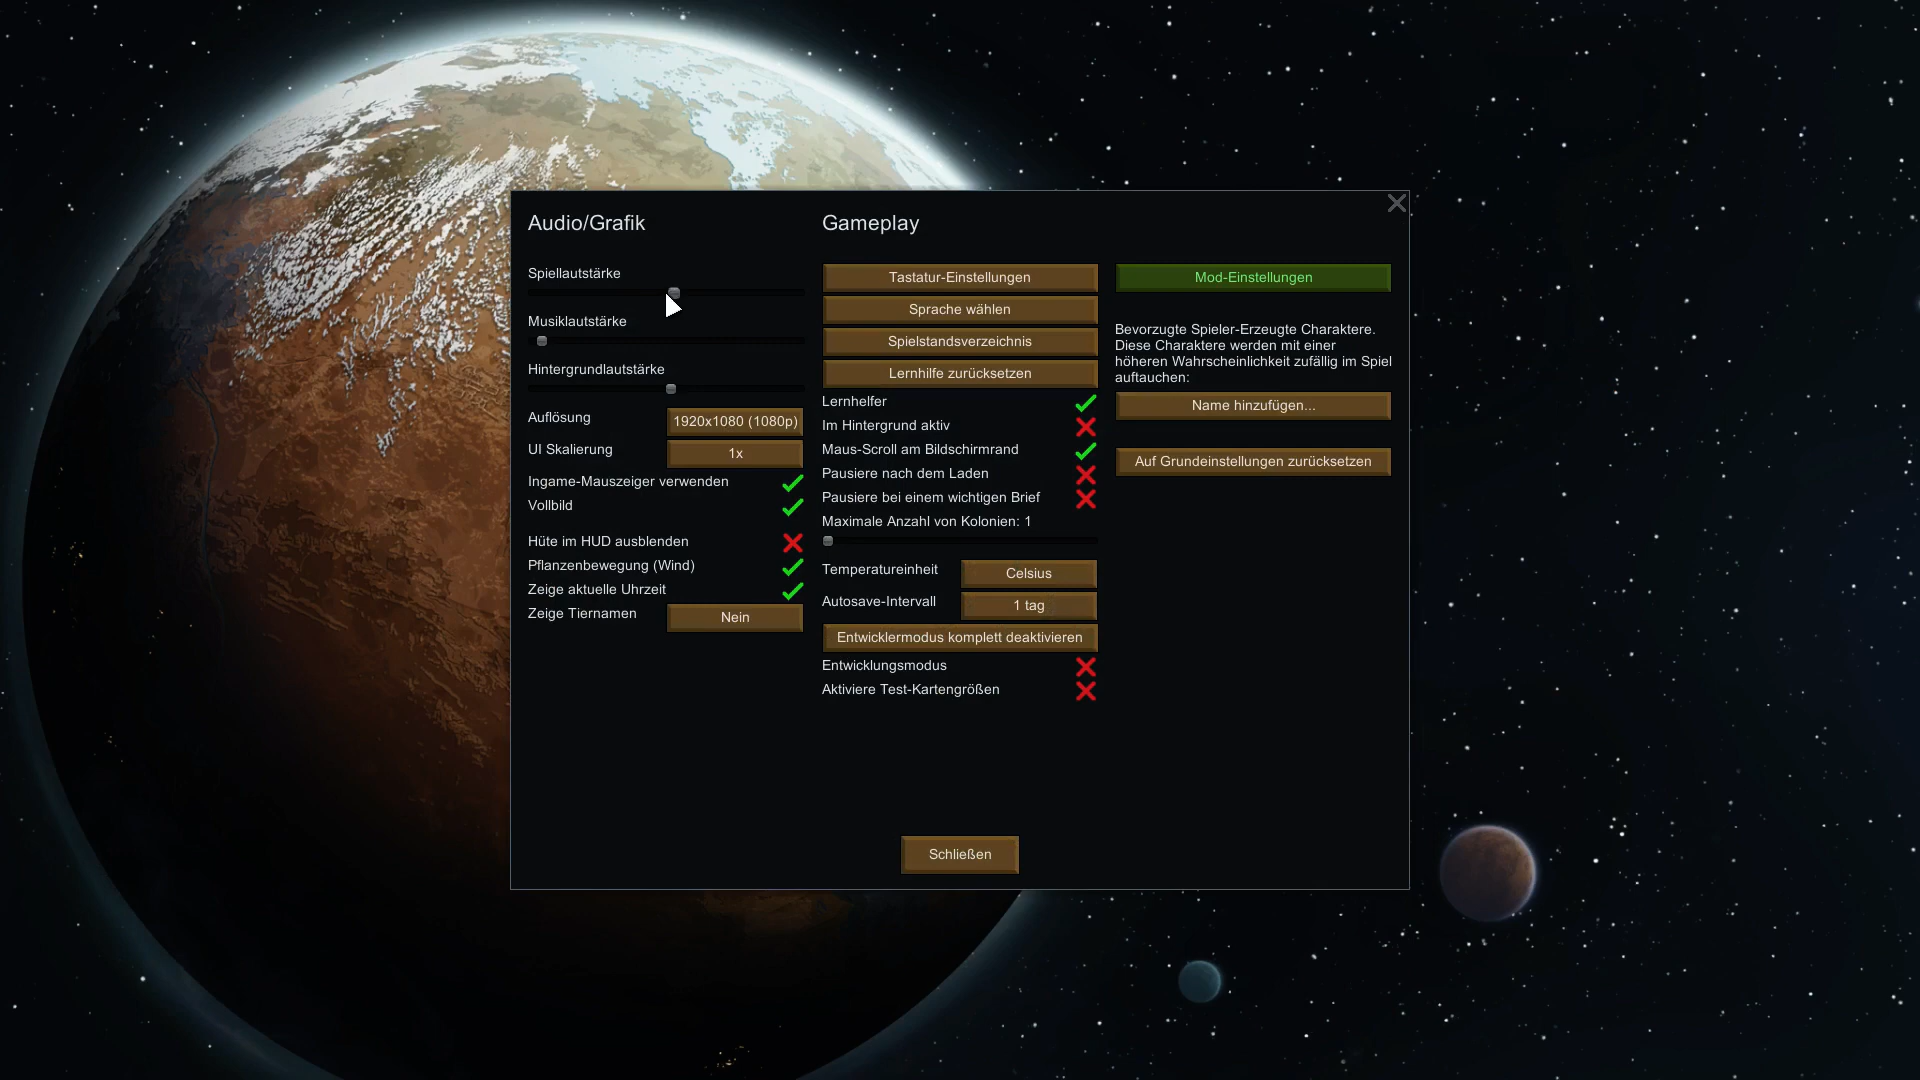 Audio/Grafik
Spiellautstärke
Musiklautstärke
Hintergrundlautstärke
Auflösung
1920x1080 (1080p)
UI Skalierung
1x
Ingame-Mauszeiger verwenden
Vollbild
Hüte im HUD ausblenden
Pflanzenbewegung (Wind)
Zeige aktuelle Uhrzeit
Zeige Tiernamen
Nein
Gameplay
Tastatur-Einstellungen
Sprache wählen
Spielstandsverzeichnis
Lernhilfe zurücksetzen
Lernhelfer
Im Hintergrund aktiv
Maus-Scroll am Bildschirmrand
Pausiere nach dem Laden
Pausiere bei einem wichtigen Brief
Maximale Anzahl von Kolonien: 1
Temperatureinheit
Celsius
Autosave-Intervall
1 tag
Entwicklermodus komplett deaktivieren
Entwicklungsmodus
Aktiviere Test-Kartengrößen
Mod-Einstellungen
Bevorzugte Spieler-Erzeugte Charaktere.
Diese Charaktere werden mit einer
höheren Wahrscheinlichkeit zufällig im Spiel
auftauchen:
Name hinzufügen...
Auf Grundeinstellungen zurücksetzen
Schließen